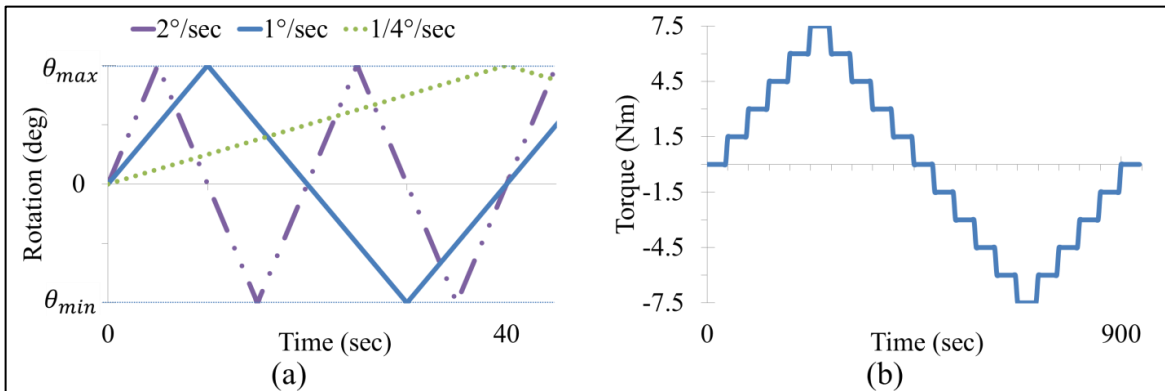 2°/sec 1°/sec 1/4°/sec
θmax
0
θmin
Rotation (deg)
0 40
Time (sec)
(a)
7.5
4.5
1.5
-1.5
-4.5
-7.5
Torque (Nm)
0 900
Time (sec)
(b)